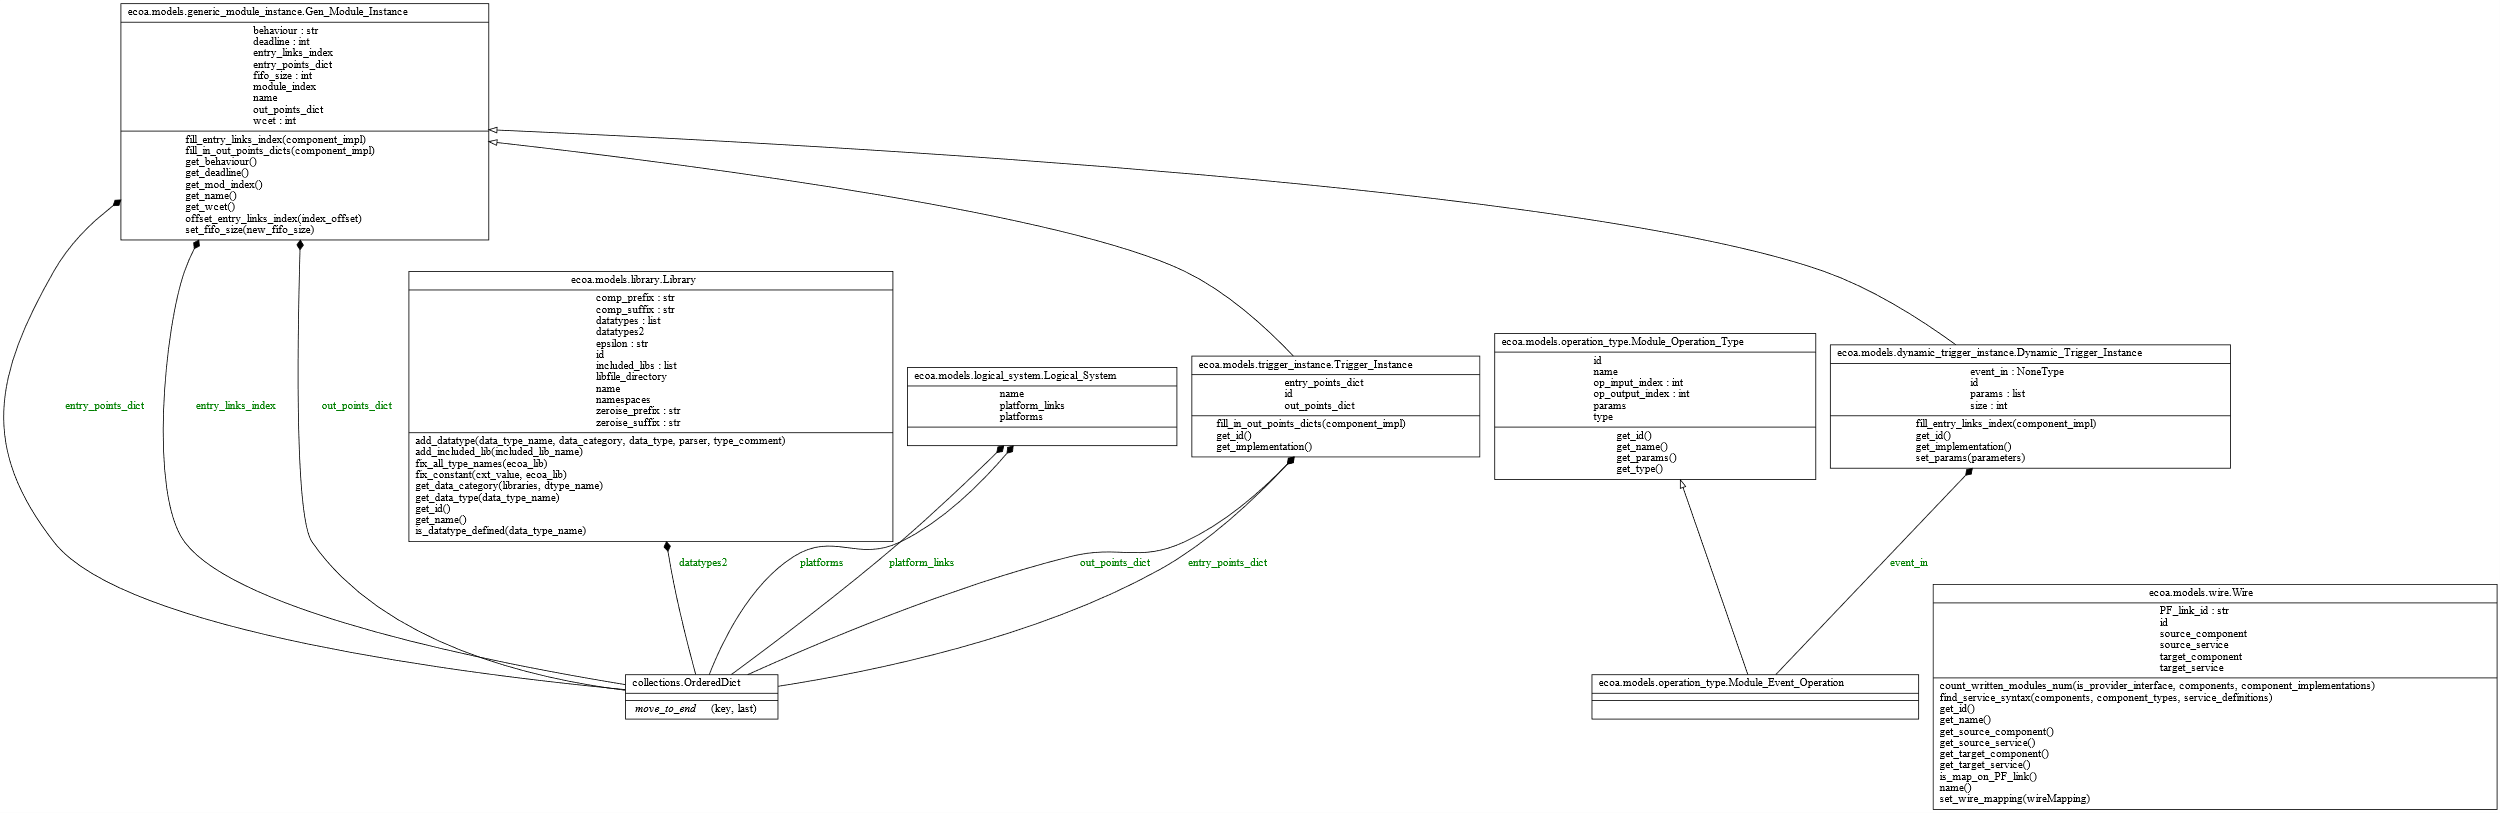 ecoa.models.generic_module_instance.Gen_Module_Instance
behaviour : str
deadline : int
entry_links_index
entry_points_dict
fifo_size : int
module_index
name
out_points_dict
wcet : int
fill_entry_links_index(component_impl)
fill_in_out_points_dicts(component_impl)
get_behaviour()
get_deadline()
get_mod_index()
get_name()
get_wcet()
offset_entry_links_index(index_offset)
set_fifo_size(new_fifo_size)
ecoa.models.library.Library
comp_prefix : str
comp_suffix : str
datatypes : list
datatypes2
epsilon : str
id
included_libs : list
libfile_directory
name
namespaces
zeroise_prefix : str
zeroise_suffix : str
add_datatype(data_type_name, data_category, data_type, parser, type_comment)
add_included_lib(included_lib_name)
fix_all_type_names(ecoa_lib)
fix_constant(cxt_value, ecoa_lib)
get_data_category(libraries, dtype_name)
get_data_type(data_type_name)
get_id()
get_name()
is_datatype_defined(data_type_name)
ecoa.models.logical_system.Logical_System
name
platform_links
platforms
ecoa.models.trigger_instance.Trigger_Instance
entry_points_dict
id
out_points_dict
fill_in_out_points_dicts(component_impl)
get_id()
get_implementation()
ecoa.models.operation_type.Module_Operation_Type
id
name
op_input_index : int
op_output_index : int
params
type
get_id()
get_name()
get_params()
get_type()
ecoa.models.dynamic_trigger_instance.Dynamic_Trigger_Instance
event_in : NoneType
id
params : list
size : int
fill_entry_links_index(component_impl)
get_id()
get_implementation()
set_params(parameters)
entry_points_dict
entry_links_index
out_points_dict
datatypes2
platforms
platform_links
out_points_dict
entry_points_dict
event_in
collections.OrderedDict
move_to_end (key, last)
ecoa.models.operation_type.Module_Event_Operation
ecoa.models.wire.Wire
PF_link_id : str
id
source_component
source_service
target_component
target_service
count_written_modules_num(is_provider_interface, components, component_implementations)
find_service_syntax(components, component_types, service_definitions)
get_id()
get_name()
get_source_component()
get_source_service()
get_target_component()
get_target_service()
is_map_on_PF_link()
name()
set_wire_mapping(wireMapping)